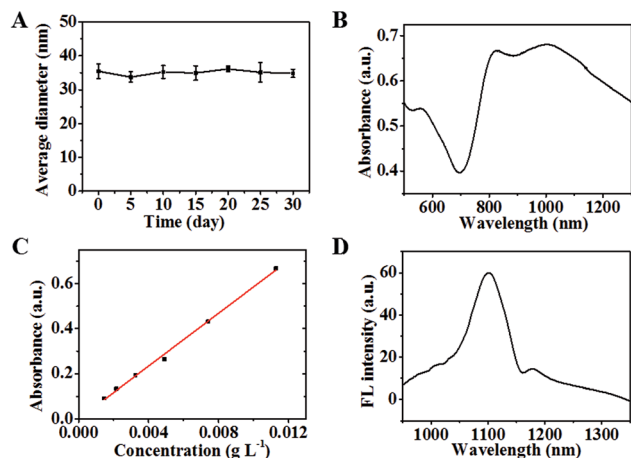 A
Average diameter (nm)
50
40
30
20
10
0
0 5 10 15 20 25 30
Time (day)
B
Absorbance (a.u.)
0.7
0.6
0.5
0.4
600 800 1000 1200
Wavelength (nm)
C
Absorbance (a.u.)
0.6
0.4
0.2
0.0
0.000 0.004 0.008 0.012
Concentration (g L⁻¹)
D
FL intensity (a.u.)
60
40
20
0
1000 1100 1200 1300
Wavelength (nm)